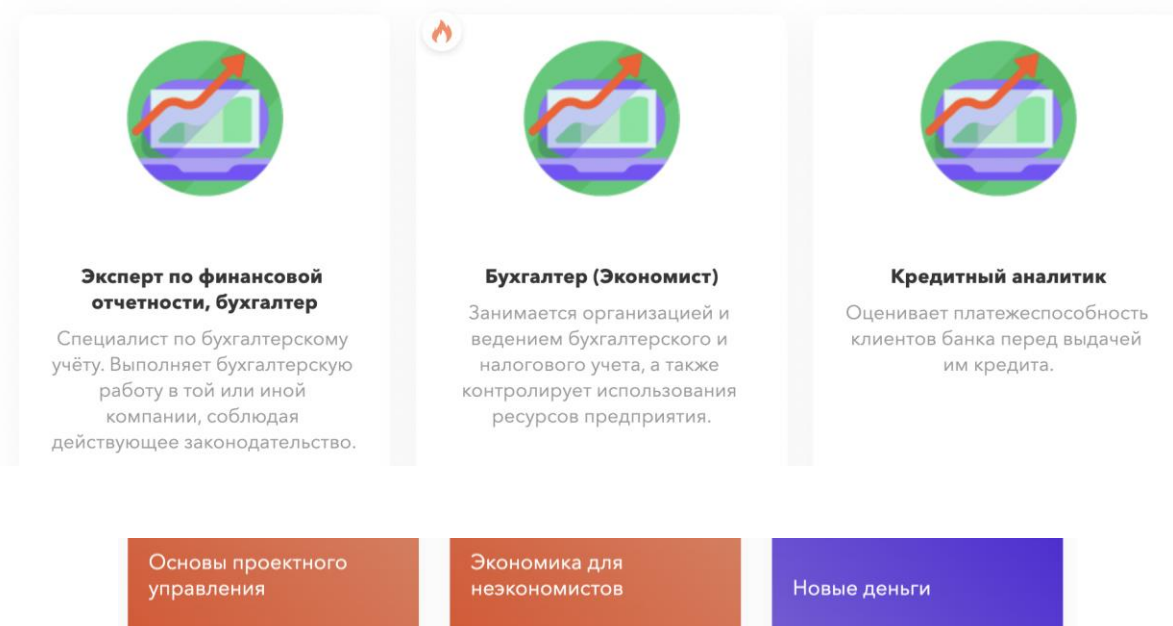 Эксперт по финансовой
отчетности, бухгалтер
Специалист по бухгалтерскому
учёту. Выполняет бухгалтерскую
работу в той или иной
компании, соблюдая
действующее законодательство.
Бухгалтер (Экономист)
Занимается организацией и
ведением бухгалтерского и
налогового учета, а также
контролирует использования
ресурсов предприятия.
Кредитный аналитик
Оценивает платежеспособность
клиентов банка перед выдачей
им кредита.
Основы проектного
управления
Экономика для
неэкономистов
Новые деньги